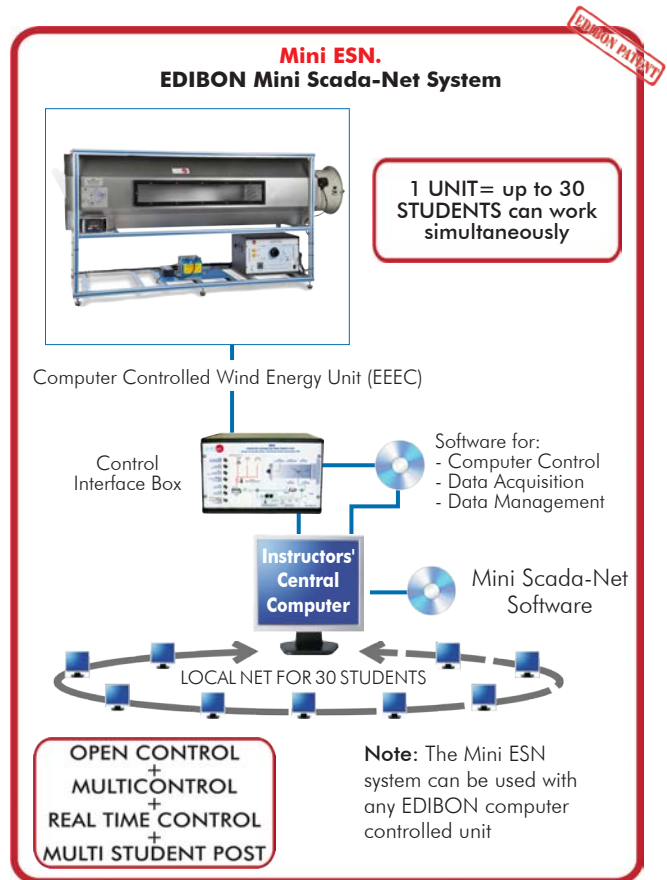 EDIBON PATENT
Mini ESN.
EDIBON Mini Scada-Net System
1 UNIT= up to 30
STUDENTS can work
simultaneously
Computer Controlled Wind Energy Unit (EEEC)
Control
Interface Box
Software for:
- Computer Control
- Data Acquisition
- Data Management
Instructors'
Central
Computer
Mini Scada-Net
Software
LOCAL NET FOR 30 STUDENTS
OPEN CONTROL
+
MULTICONTROL
+
REAL TIME CONTROL
+
MULTI STUDENT POST
Note: The Mini ESN
system can be used with
any EDIBON computer
controlled unit